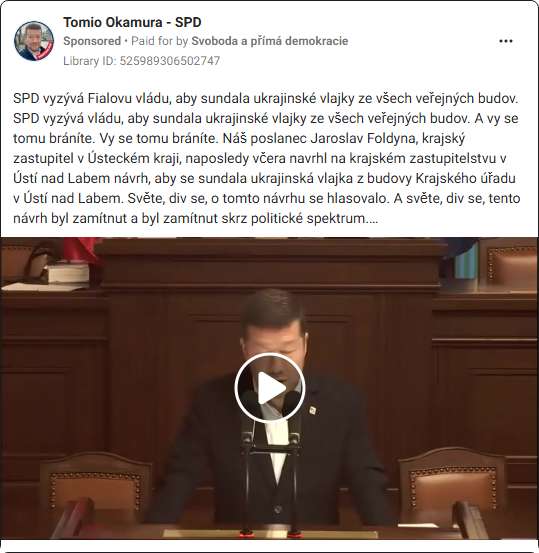 Tomio Okamura - SPD
Sponsored • Paid for by Svoboda a přímá demokracie
Library ID: 525989306502747
SPD vyzývá Fialovu vládu, aby sundala ukrajinské vlajky ze všech veřejných budov.
SPD vyzývá vládu, aby sundala ukrajinské vlajky ze všech veřejných budov. A vy se
tomu bráníte. Vy se tomu bráníte. Náš poslanec Jaroslav Foldyna, krajský
zastupitel v Ústeckém kraji, naposledy včera navrhl na krajském zastupitelstvu v
Ústí nad Labem návrh, aby se sundala ukrajinská vlajka z budovy Krajského úřadu
v Ústí nad Labem. Světe, div se, o tomto návrhu se hlasovalo. A světe, div se, tento
návrh byl zamítnut a byl zamítnut skrz politické spektrum....